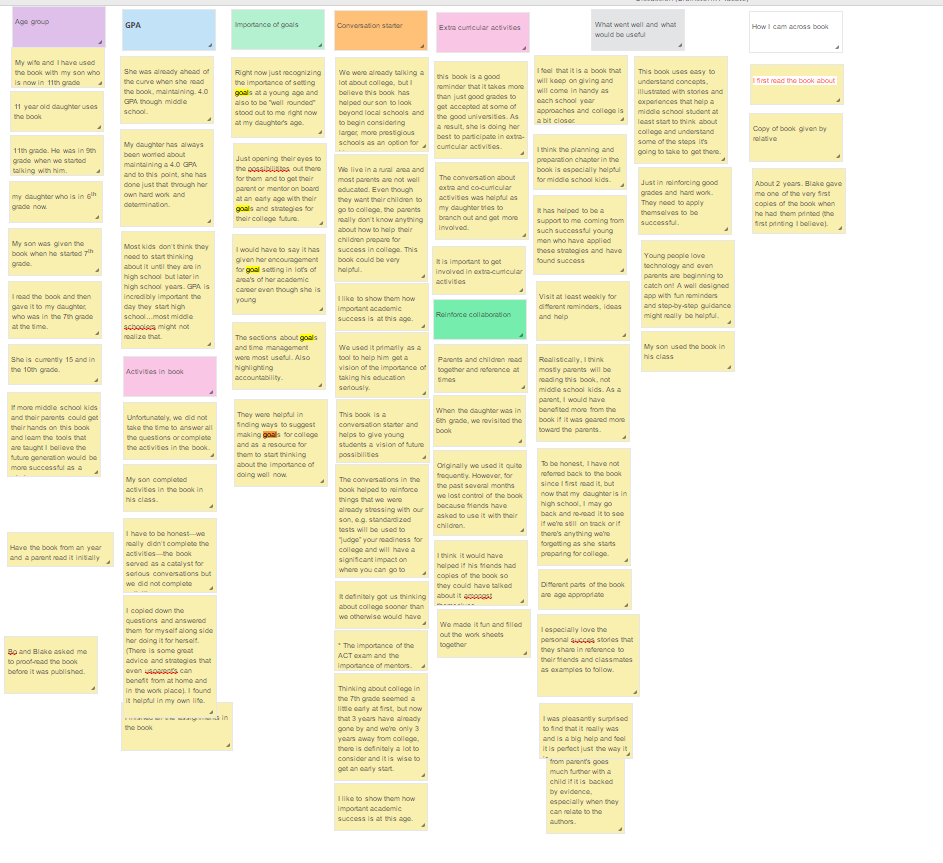 Age group
My wife and I have used
the book with my son who
is now in 11th grade
11 year old daughter uses
the book
11th grade. He was in 9th
grade when we started
talking with him.
my daughter who is in 6th
grade now.
My son was given the
book when he started 7th
grade.
I read the book and then
gave it to my daughter,
who was in the 7th grade
at the time.
She is currently 15 and in
the 10th grade.
If more middle school kids
and their parents could get
their hands on this book
and learn the tools that
are taught I believe the
future generation would be
more successful as a
Have the book from an year
and a parent read it initially
Bo and Blake asked me
to proof-read the book
before it was published.
GPA
She was already ahead of
the curve when she read
the book, maintaining. 4.0
GPA though middle
school.
My daughter has always
been worried about
maintaining a 4.0 GPA
and to this point, she has
done just that through her
own hard work and
determination.
Most kids don't think they
need to start thinking
about it until they are in
high school but later in
high school years. GPA is
incredibly important the
day they start high
school...most middle
schoolers might not
realize that.
Activities in book
Unfortunately, we did not
take the time to answer all
the questions or complete
the activities in the book.
My son completed
activities in the book in
his class.
I have to be honest—we
really didn't complete the
activities—the book
served as a catalyst for
serious conversations but
we did not complete
I copied down the
questions and answered
them for myself along side
her doing it for herself.
(There is some great
advice and strategies that
even usparent's can
benefit from at home and
in the work place). I found
it helpful in my own life.
I finished all the assignments in
the book
Importance of goals
Right now just recognizing
the importance of setting
goals at a young age and
also to be "well rounded"
stood out to me right now
at my daughter's age.
Just opening their eyes to
the possibilities out there
for them and to get their
parent or mentor on board
at an early age with their
goals and strategies for
their college future.
I would have to say it has
given her encouragement
for goal setting in lot's of
area's of her academic
career even though she is
young
The sections about goals
and time management
were most useful. Also
highlighting
accountability.
They were helpful in
finding ways to suggest
making goals for college
and as a resource for
them to start thinking
about the importance of
doing well now.
Conversation starter
We were already talking a
lot about college, but I
believe this book has
helped our son to look
beyond local schools and
to begin considering
larger, more prestigious
schools as an option for
We live in a rural area and
most parents are not well
educated. Even though
they want their children to
go to college, the parents
really don't know anything
about how to help their
children prepare for
success in college. This
book could be very
helpful.
I like to show them how
important academic
success is at this age.
We used it primarily as a
tool to help him get a
vision of the importance of
taking his education
seriously.
This book is a
conversation starter and
helps to give young
students a vision of future
possibilities
The conversations in the
book helped to reinforce
things that we were
already stressing with our
son, e.g. standardized
tests will be used to
"judge" your readiness for
college and will have a
significant impact on
where you can go to
It definitely got us thinking
about college sooner than
we otherwise would have
* The importance of the
ACT exam and the
importance of mentors.
Thinking about college in
the 7th grade seemed a
little early at first, but now
that 3 years have already
gone by and we're only 3
years away from college,
there is definitely a lot to
consider and it is wise to
get an early start.
I like to show them how
important academic
success is at this age.
Extra curricular activities
this book is a good
reminder that it takes more
than just good grades to
get accepted at some of
the good universities. As
a result, she is doing her
best to participate in extra-
curricular activities.
The conversation about
extra and co-curricular
activities was helpful as
my daughter tries to
branch out and get more
involved.
It is important to get
involved in extra-curricular
activities
Reinforce collaboration
Parents and children read
together and reference at
times
When the daughter was in
6th grade, we revisited the
book
Originally we used it quite
frequently. However, for
the past several months
we lost control of the book
because friends have
asked to use it with their
children.
I think it would have
helped if his friends had
copies of the book so
they could have talked
about it amongst
themselves.
We made it fun and filled
out the work sheets
together
What went well and what
would be useful
I feel that it is a book that
will keep on giving and
will come in handy as
each school year
approaches and college is
a bit closer.
I think the planning and
preparation chapter in the
book is especially helpful
for middle school kids.
It has helped to be a
support to me coming from
such successful young
men who have applied
these strategies and have
found success
Visit at least weekly for
different reminders, ideas
and help
Realistically, I think
mostly parents will be
reading this book, not
middle school kids. As a
parent, I would have
benefited more from the
book if it was geared more
toward the parents.
To be honest, I have not
referred back to the book
since I first read it, but
now that my daughter is in
high school, I may go
back and re-read it to see
if we're still on track or if
there's anything we're
forgetting as she starts
preparing for college.
Different parts of the book
are age appropriate
I especially love the
personal succes stories that
they share in reference to
their friends and classmates
as examples to follow.
I was pleasantly surprised
to find that it really was
and is a big help and feel
it is perfect just the way it
from parent's goes
much further with a
child if it is backed
by evidence,
especially when they
can relate to the
authors.
This book uses easy to
understand concepts,
illustrated with stories and
experiences that help a
middle school student at
least start to think about
college and understand
some of the steps it's
going to take to get there.
Just in reinforcing good
grades and hard work.
They need to apply
themselves to be
successful.
Young people love
technology and even
parents are beginning to
catch on! A well designed
app with fun reminders
and step-by-step guidance
might really be helpful.
My son used the book in
his class
How I cam across book
I first read the book about
Copy of book given by
relative
About 2 years. Blake gave
me one of the very first
copies of the book when
he had them printed (the
first printing I believe).